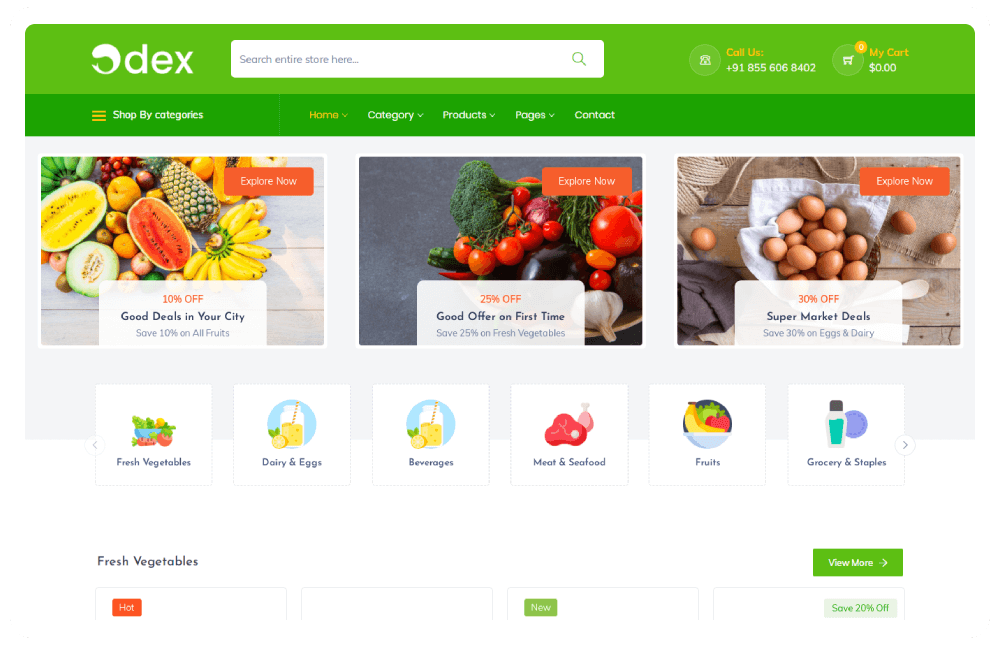 Odex
Search entire store here...
Call Us:
+91 855 606 8402
0
My Cart
$0.00
Shop By categories
Home
Category
Products
Pages
Contact
Explore Now
10% OFF
Good Deals in Your City
Save 10% on All Fruits
Explore Now
25% OFF
Good Offer on First Time
Save 25% on Fresh Vegetables
Explore Now
30% OFF
Super Market Deals
Save 30% on Eggs & Dairy
Fresh Vegetables
Dairy & Eggs
Beverages
Meat & Seafood
Fruits
Grocery & Staples
Fresh Vegetables
View More
Hot
New
Save 20% Off